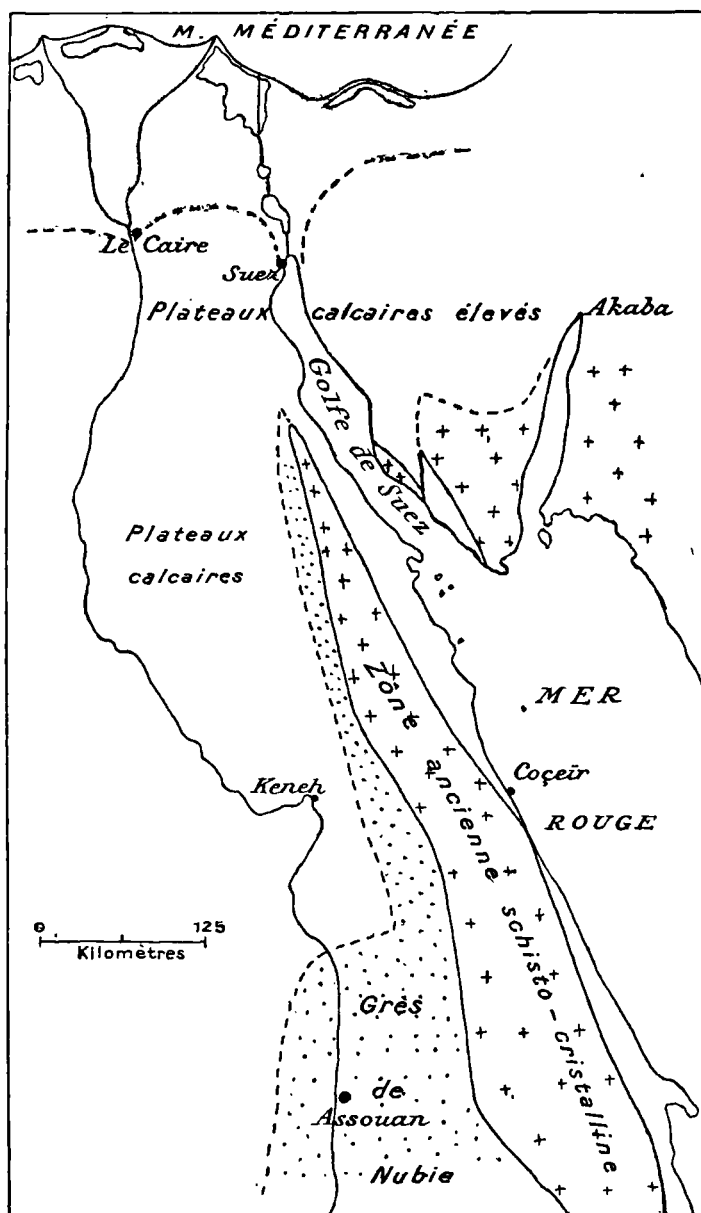 M. MÉDITERRANÉE
Le Caire
Suez
Plateaux calcaires élevés
Akaba
Golfe de Suez
Plateaux
calcaires
MER
Zône ancienne schisto-cristalline
Coçeïr
Keneh
ROUGE
0 125
Kilomètres
Grès
de
Assouan
Nubie